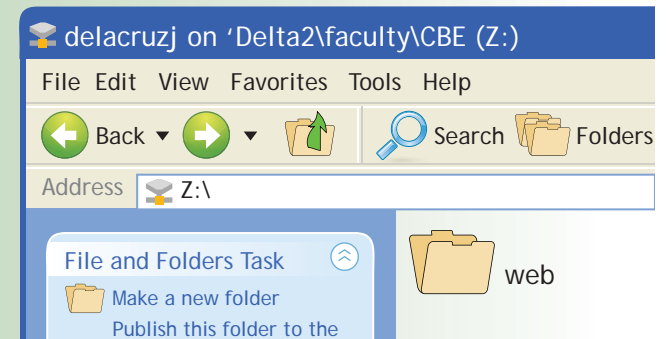 delacruzj on ‘Delta2\faculty\CBE (Z:)
File Edit View Favorites Tools Help
Back Search Folders
Address Z:\
File and Folders Task
web
Make a new folder
Publish this folder to the